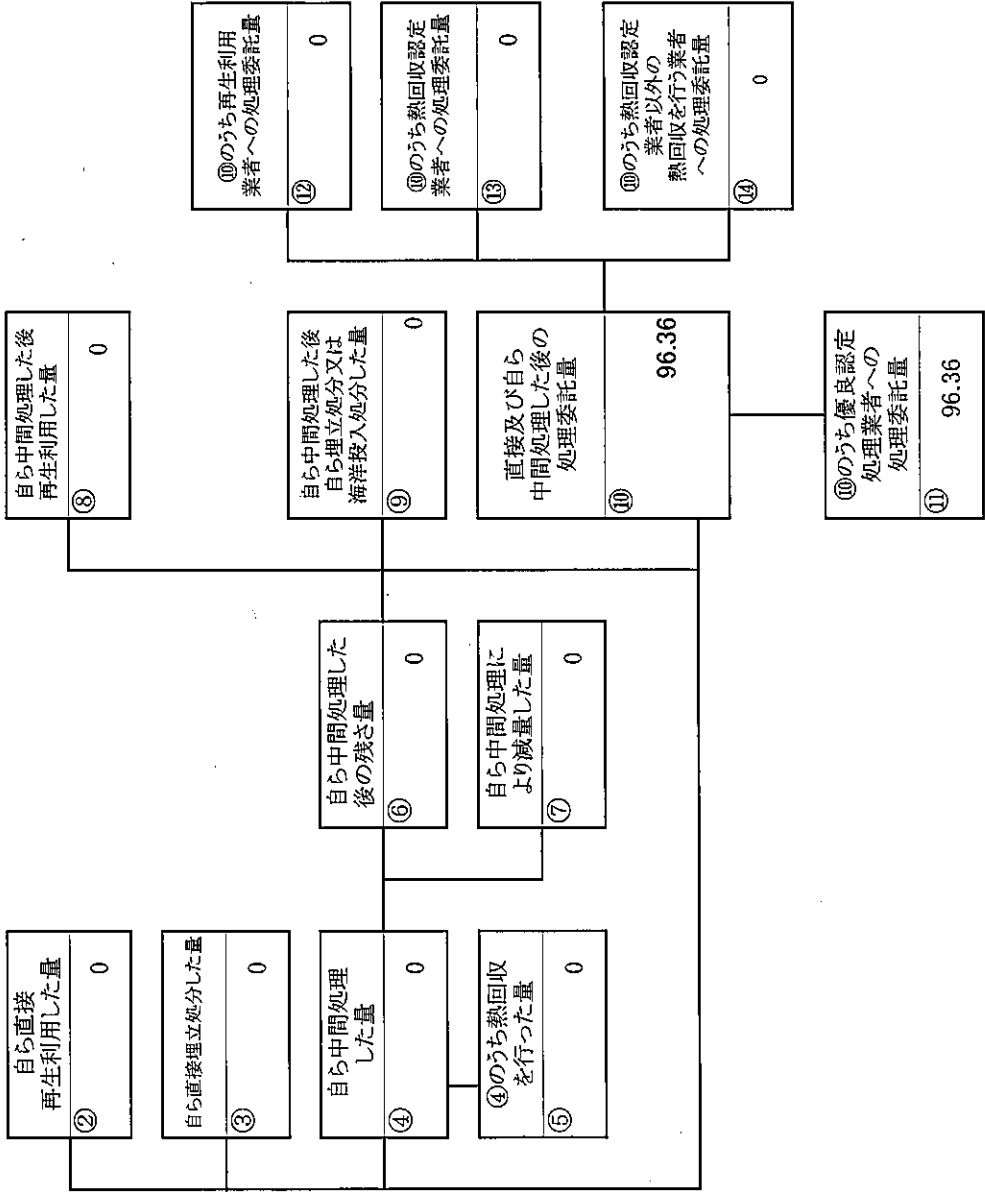 自ら直接
再生利用した量
②
0
自ら直接埋立処分した量
③
0
自ら中間処理
した量
④
0
④のうち熱回収
を行った量
⑤
0
自ら中間処理した
後の残さ量
⑥
0
自ら中間処理に
より減量した量
⑦
0
自ら中間処理した後
再生利用した量
⑧
0
自ら中間処理した後
自ら埋立処分又は
海洋投入処分した量
⑨
0
直接及び自ら
中間処理した後の
処理委託量
⑩
96.36
⑩のうち優良認定
処理業者への
処理委託量
⑪
96.36
⑩のうち再生利用
業者への処理委託量
⑫
0
⑩のうち熱回収認定
業者への処理委託量
⑬
0
⑩のうち熱回収認定
業者以外の
熱回収を行う業者
への処理委託量
⑭
0